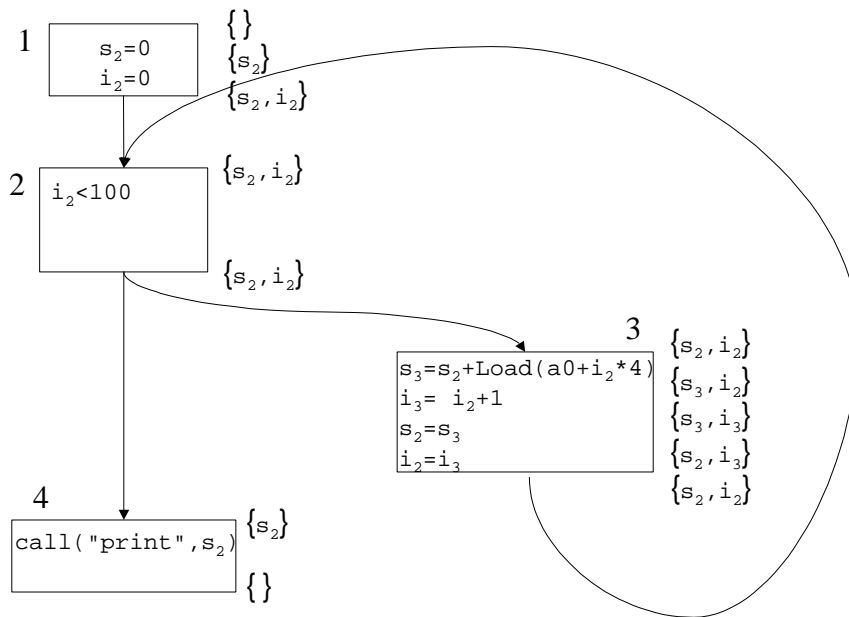 1
s₂=0
i₂=0
{}
{s₂}
{s₂,i₂}
2
i₂<100
{s₂,i₂}
{s₂,i₂}
3
s₃=s₂+Load(a0+i₂*4)
i₃= i₂+1
s₂=s₃
i₂=i₃
{s₂,i₂}
{s₃,i₂}
{s₃,i₃}
{s₂,i₃}
{s₂,i₂}
4
call("print",s₂)
{s₂}
{}